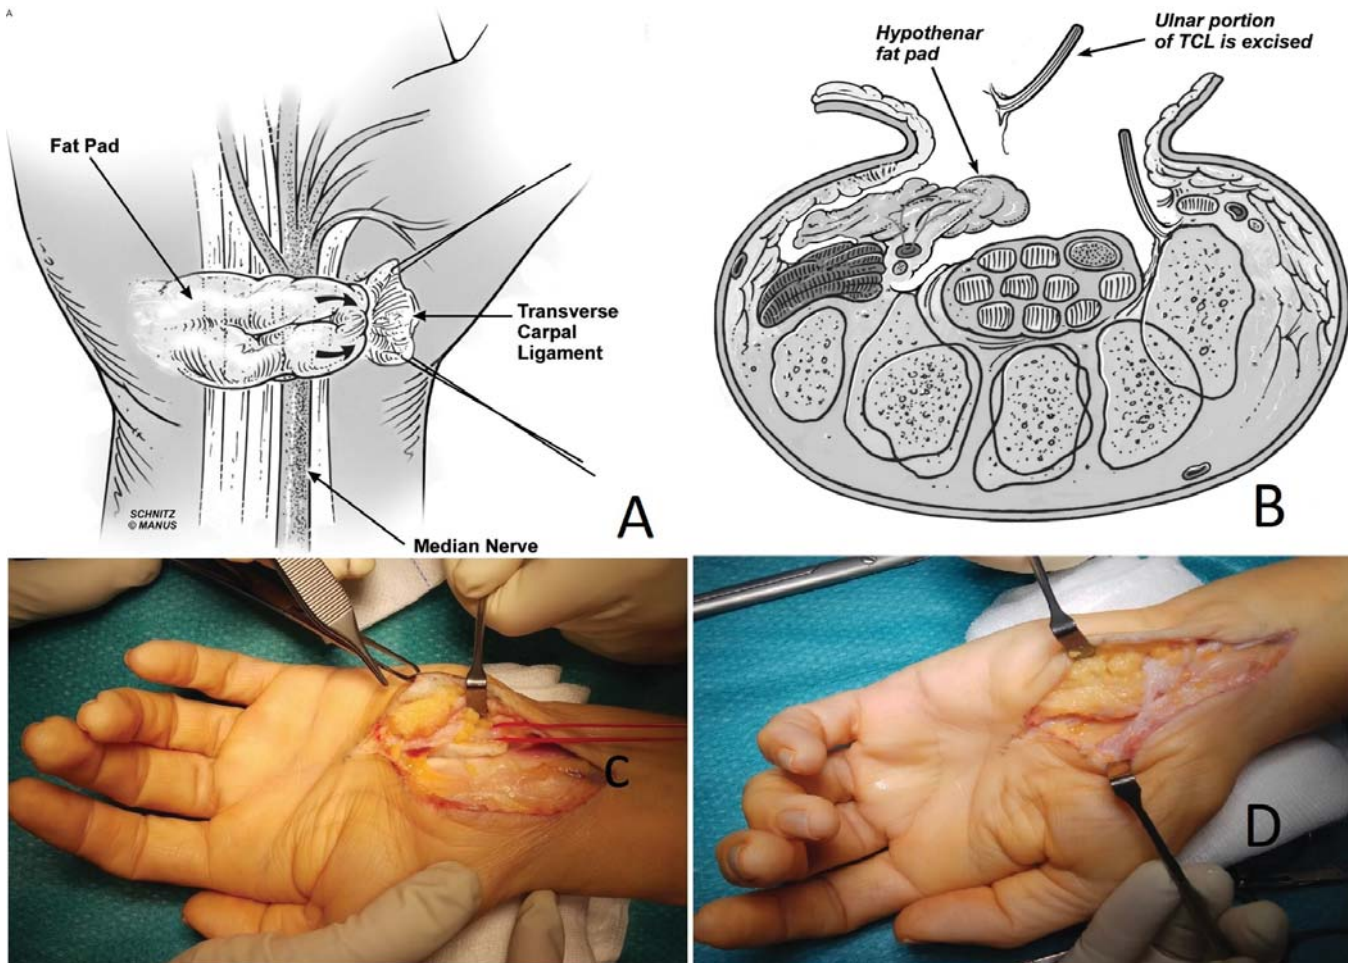 A
Fat Pad
Transverse
Carpal
Ligament
SCHNITZ
© MANUS
Median Nerve
A
Hypothenar
fat pad
Ulnar portion
of TCL is excised
B
C
D